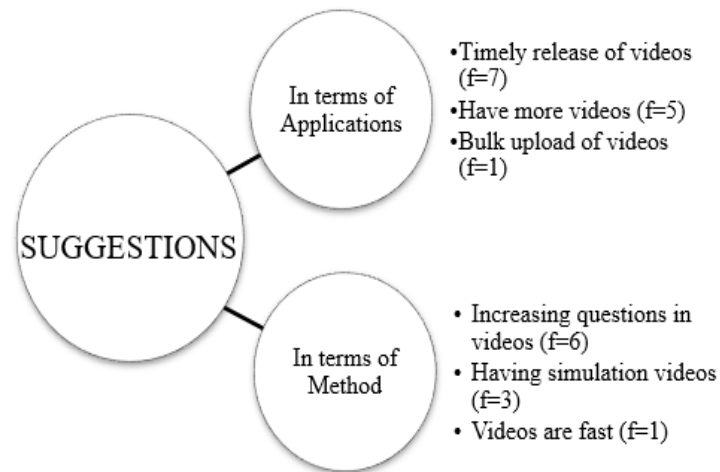 SUGGESTIONS
In terms of
Applications
•Timely release of videos
(f=7)
•Have more videos (f=5)
•Bulk upload of videos
(f=1)
In terms of
Method
• Increasing questions in
videos (f=6)
• Having simulation videos
(f=3)
• Videos are fast (f=1)